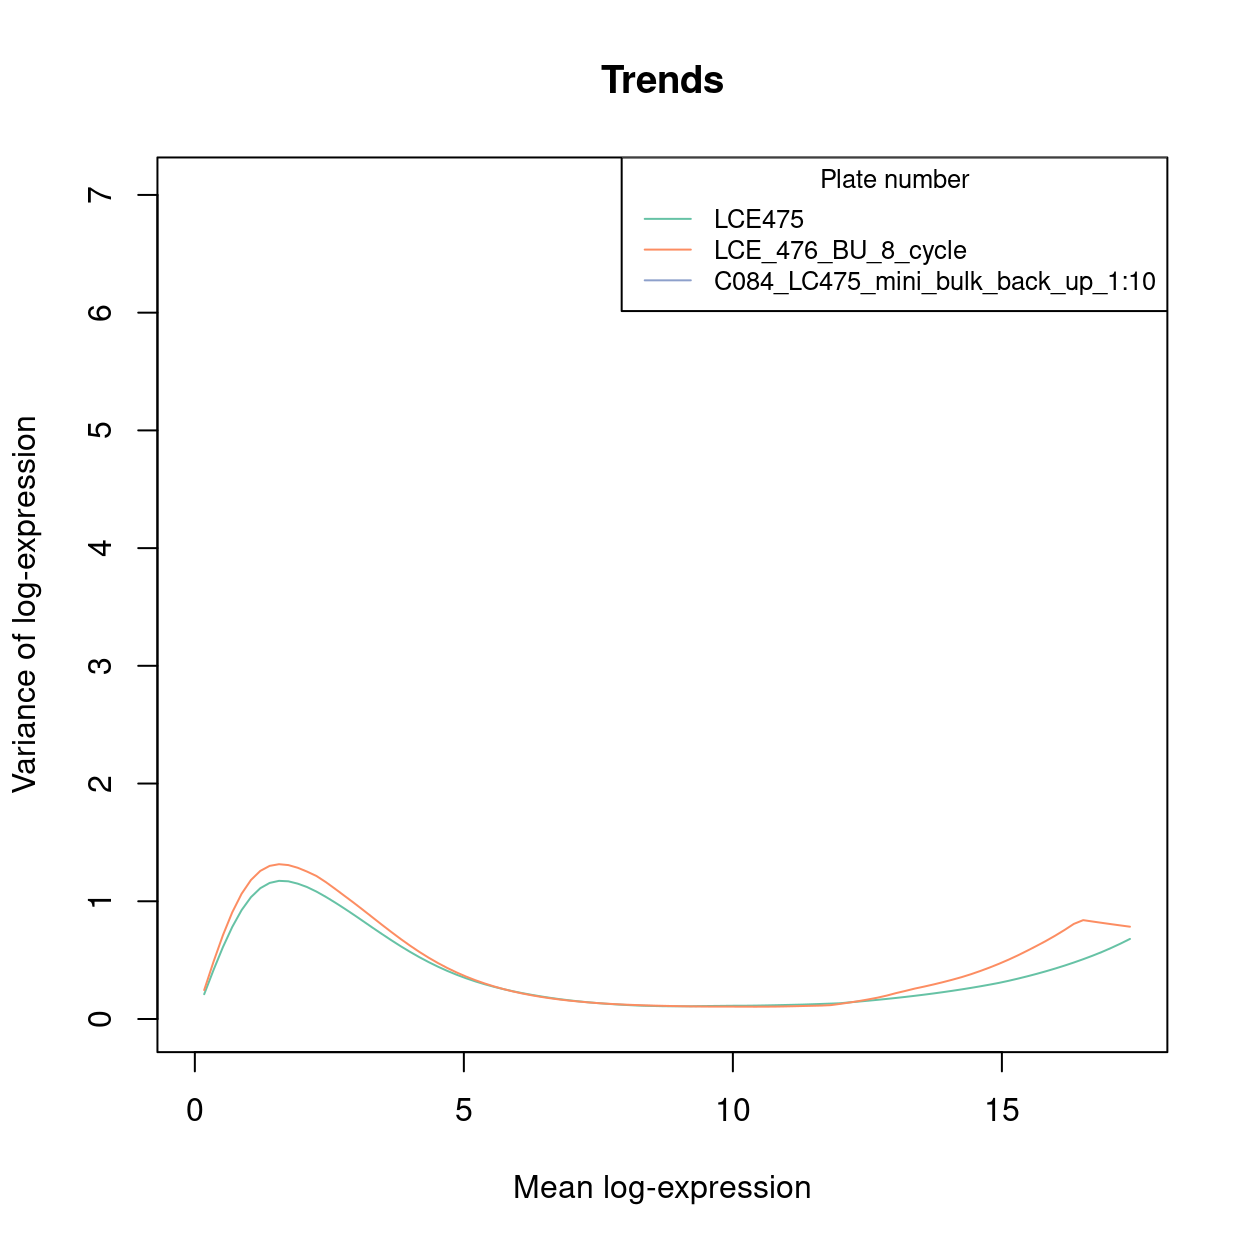 Trends
Plate number
LCE475
LCE_476_BU_8_cycle
C084_LC475_mini_bulk_back_up_1:10
Variance of log-expression
7
6
5
4
3
2
1
0
0 5 10 15
Mean log-expression